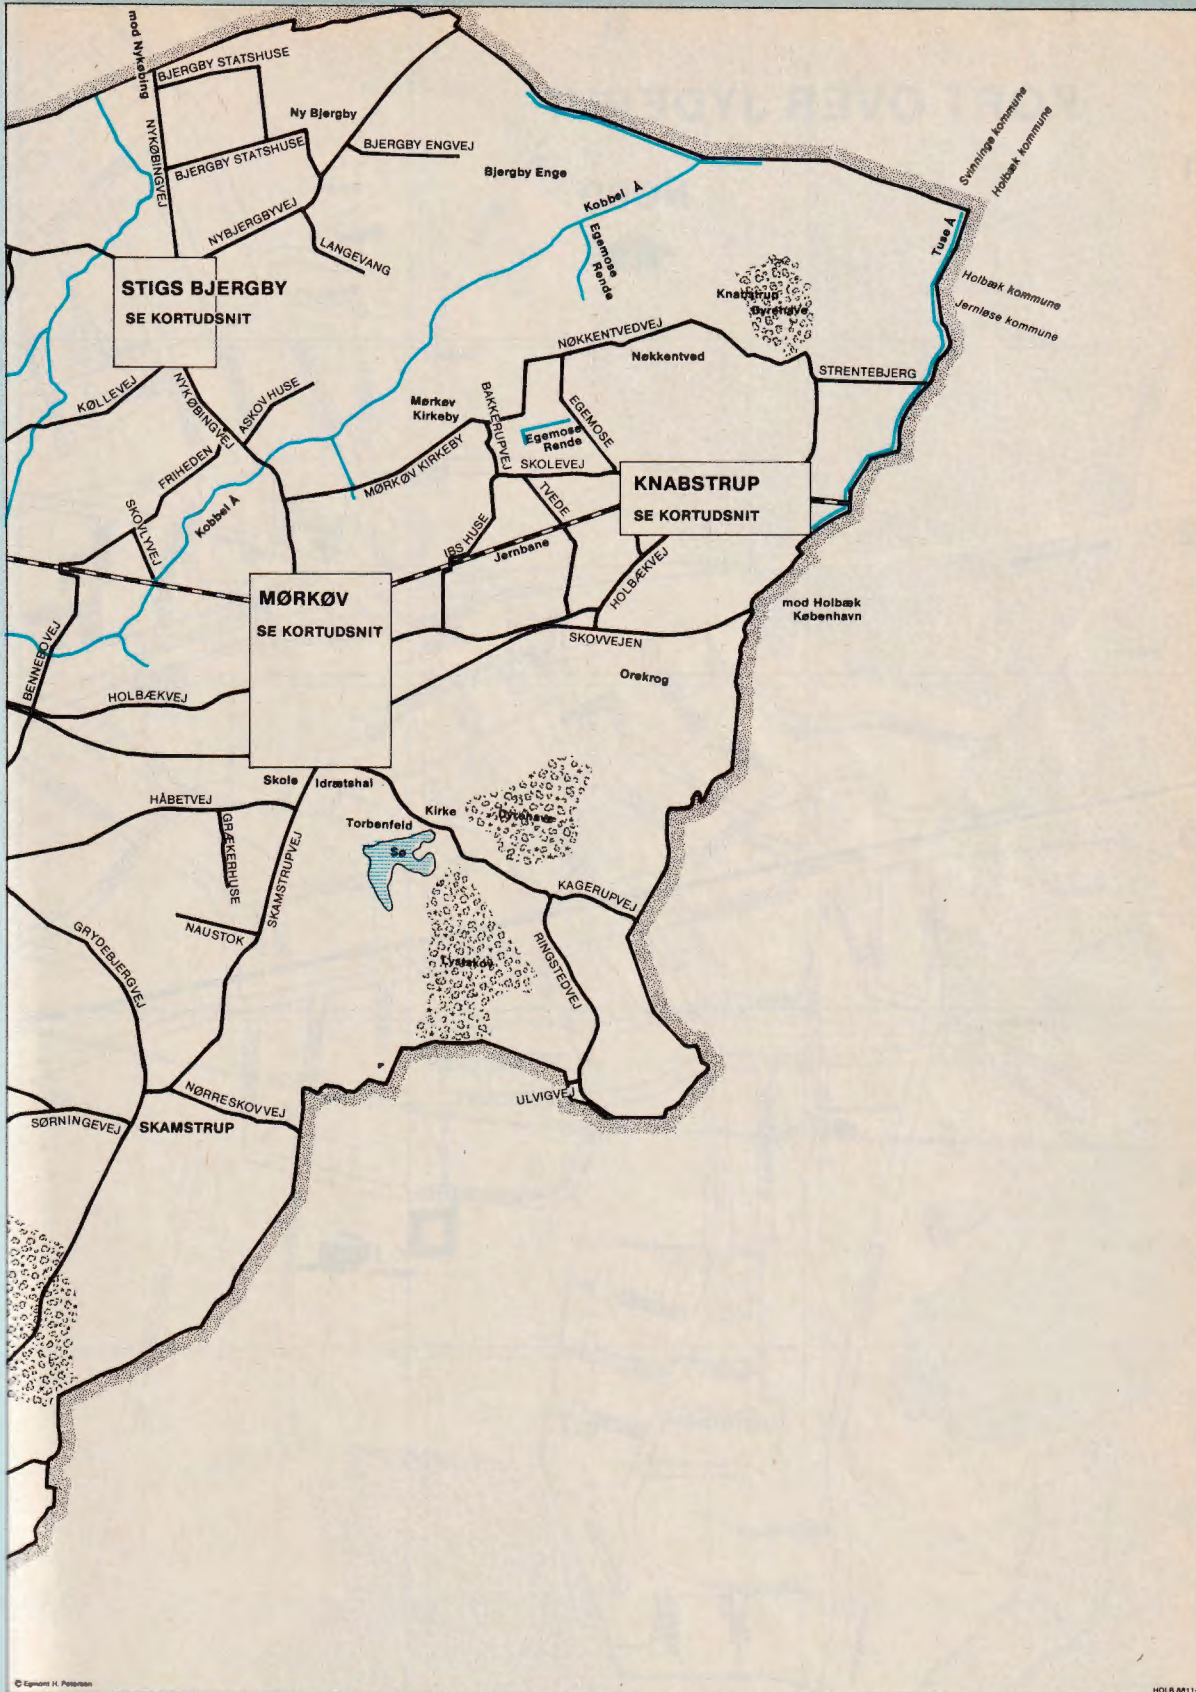 mod Nykøbing
BJERGBY STATSHUSE
Ny Bjergby
NYKØBINGVEJ
BJERGBY STATSHUSE
BJERGBY ENGVEJ
Bjergby Enge
Svinninge kommune
Holbæk kommune
Kobbel Å
NYBJERGBYVEJ
LANGEVANG
Egemose
Rende
Tuse Å
Holbæk kommune
Jernløse kommune
STIGS BJERGBY
SE KORTUDSNIT
Knabstrup
Dyrehave
NØKKENTVEDVEJ
Nøkkentved
STRENTEBJERG
KØLLEVEJ
NYKØBINGVEJ
ASKOV HUSE
Mørkøv
Kirkeby
BAKKERUPVEJ
EGEMOSE
Egemose
Rende
FRIHEDEN
MØRKØV KIRKEBY
SKOLEVEJ
KNABSTRUP
SE KORTUDSNIT
SKOVLYVEJ
Kobbel Å
TVEDE
IBS HUSE
Jernbane
HOLBÆKVEJ
MØRKØV
SE KORTUDSNIT
mod Holbæk
København
SKOVVEJEN
BENNEBOVEJ
HOLBÆKVEJ
Orekrog
Skole
Idrætshal
HÅBETVEJ
GRÆKERHUSE
Torbenfeld
Kirke
Dyrehave
Sø
SKAMSTRUPVEJ
KAGERUPVEJ
NAUSTOK
GRYDEBJERGVEJ
Lystskov
RINGSTEDVEJ
NØRRESKOVVEJ
ULVIGVEJ
SØRNINGEVEJ
SKAMSTRUP
© Egmont H. Petersen